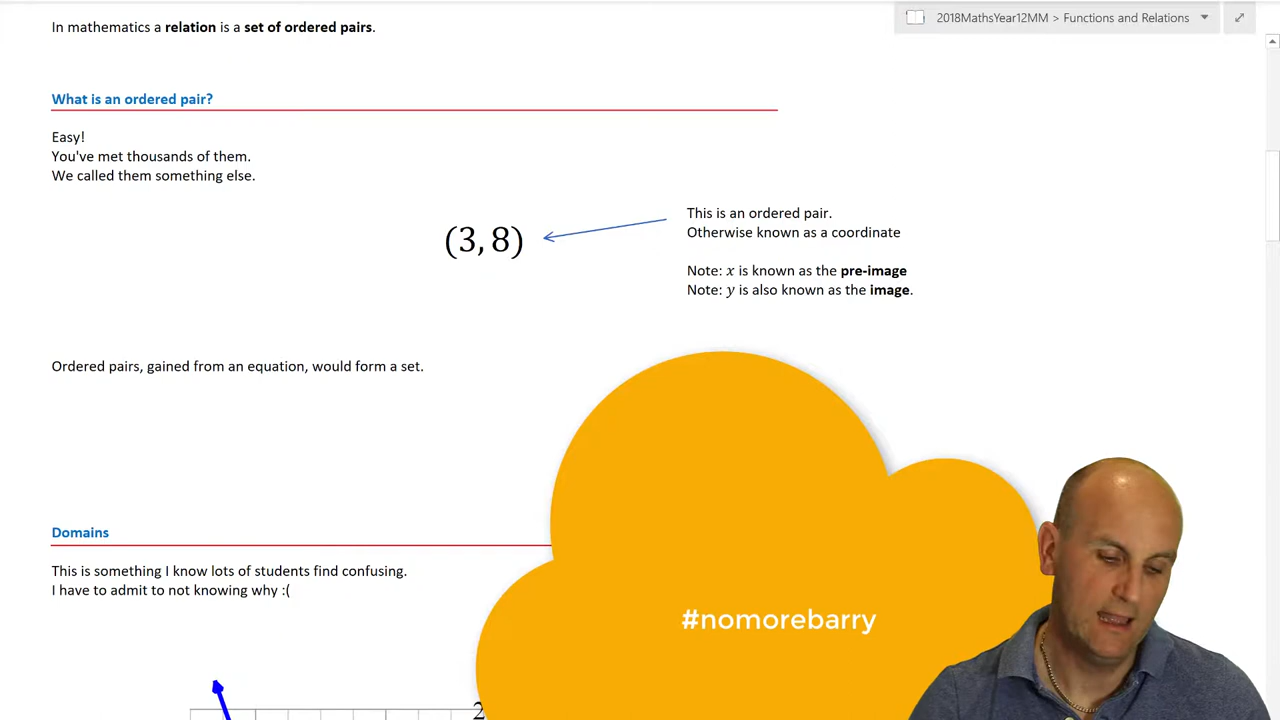 In mathematics a relation is a set of ordered pairs.
2018MathsYear12MM > Functions and Relations
What is an ordered pair?
Easy!
You've met thousands of them.
We called them something else.
(3, 8)
This is an ordered pair.
Otherwise known as a coordinate
Note: x is known as the pre-image
Note: y is also known as the image.
Ordered pairs, gained from an equation, would form a set.
Domains
This is something I know lots of students find confusing.
I have to admit to not knowing why :(
#nomorebarry
2